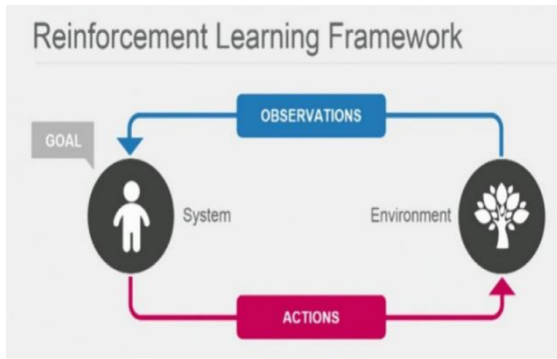 Reinforcement Learning Framework
OBSERVATIONS
GOAL
System
Environment
ACTIONS